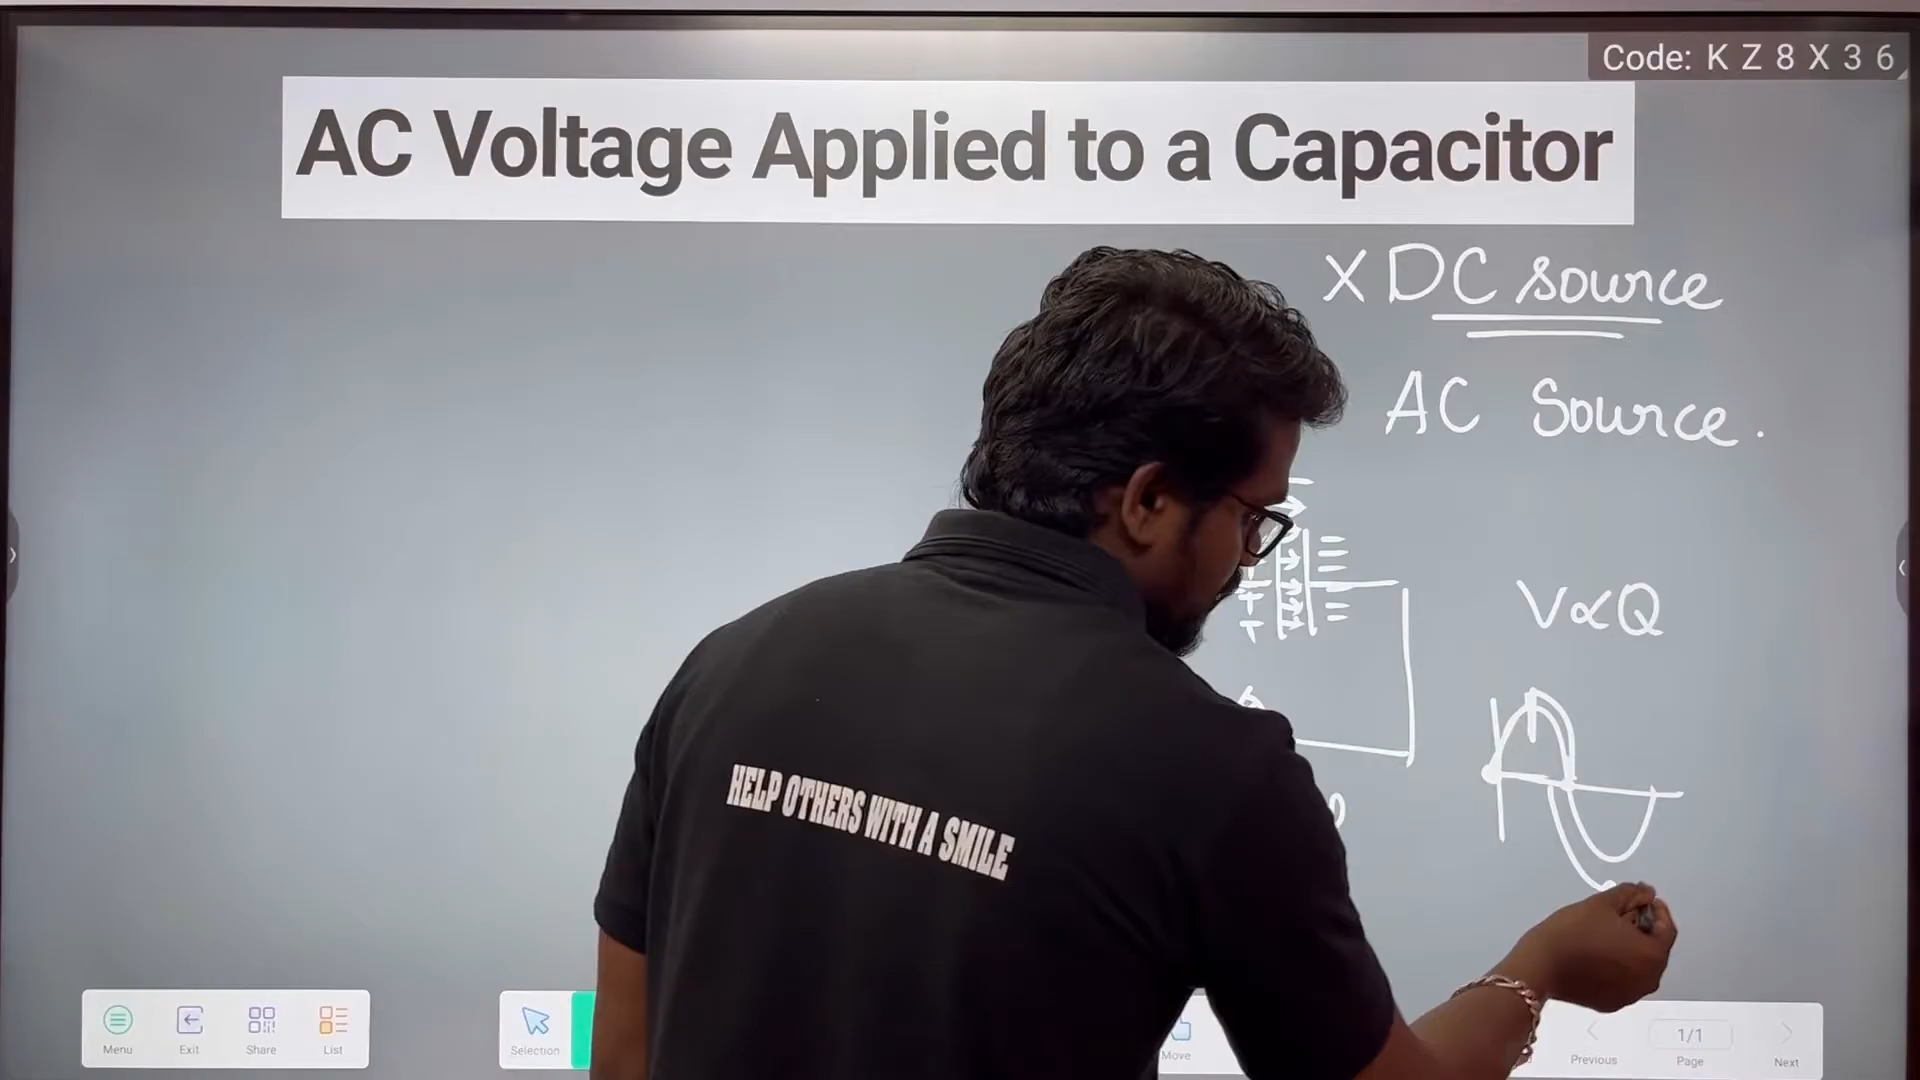 Code: K Z 8 X 3 6
AC Voltage Applied to a Capacitor
X DC source
AC Source.
V∝Q
HELP OTHERS WITH A SMILE
Menu
Exit
Share
List
Selection
Move
Previous
1/1
Page
Next